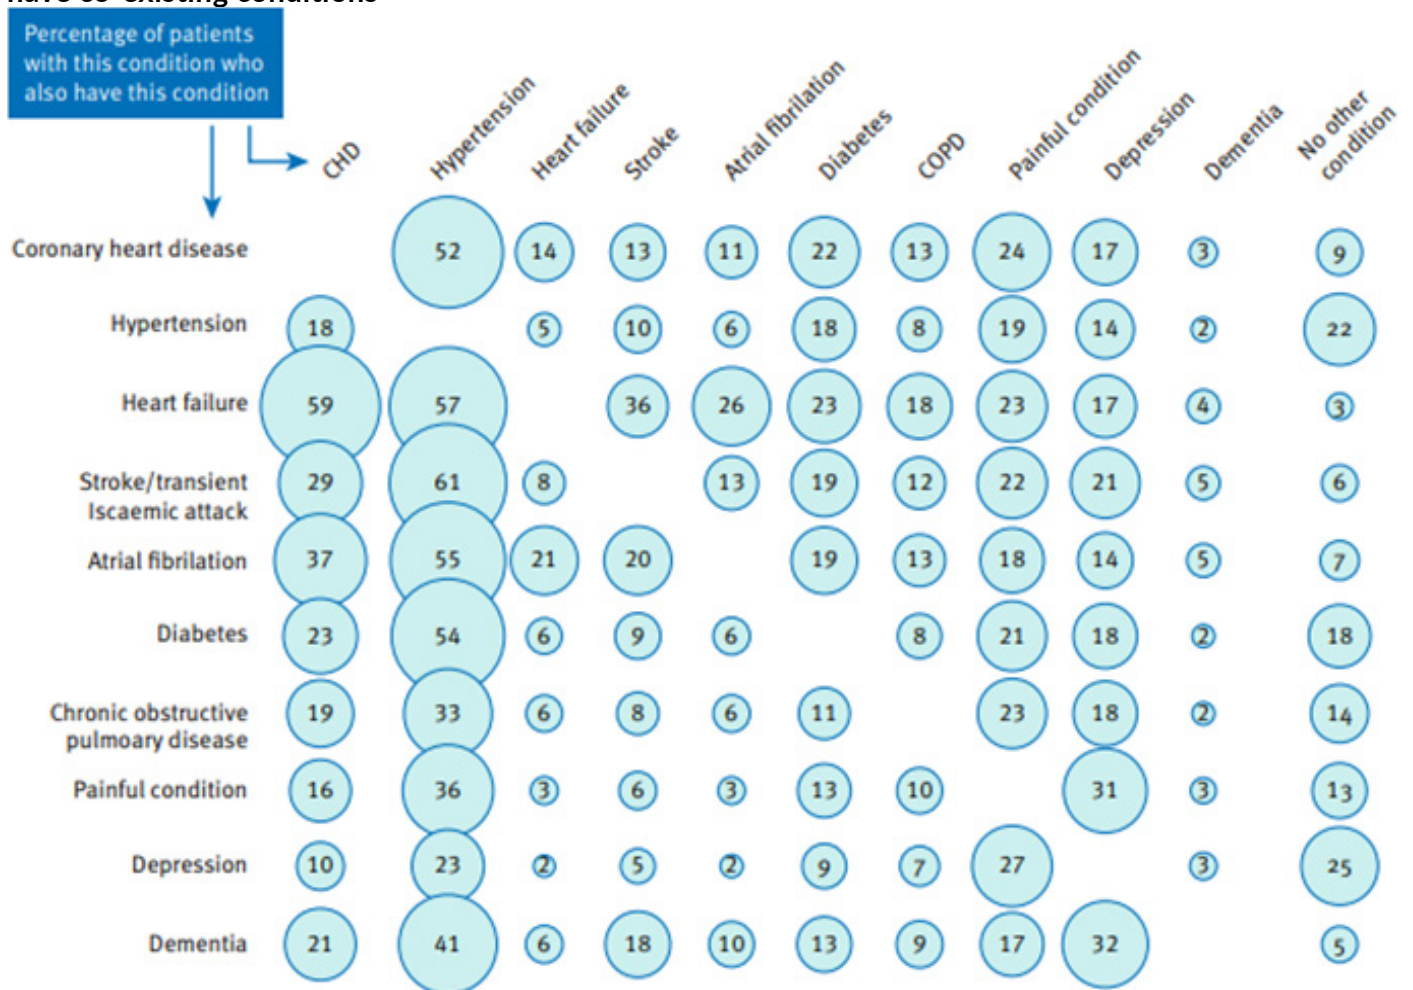 have co-existing conditions
Percentage of patients
with this condition who
also have this condition
CHD
Hypertension
Heart failure
Stroke
Atrial fibrilation
Diabetes
COPD
Painful condition
Depression
Dementia
No other
condition
Coronary heart disease 52 14 13 11 22 13 24 17 3 9
Hypertension 18 5 10 6 18 8 19 14 2 22
Heart failure 59 57 36 26 23 18 23 17 4 3
Stroke/transient 29 61 8 13 19 12 22 21 5 6
Iscaemic attack
Atrial fibrilation 37 55 21 20 19 13 18 14 5 7
Diabetes 23 54 6 9 6 8 21 18 2 18
Chronic obstructive 19 33 6 8 6 11 23 18 2 14
pulmoary disease
Painful condition 16 36 3 6 3 13 10 31 3 13
Depression 10 23 2 5 2 9 7 27 3 25
Dementia 21 41 6 18 10 13 9 17 32 5